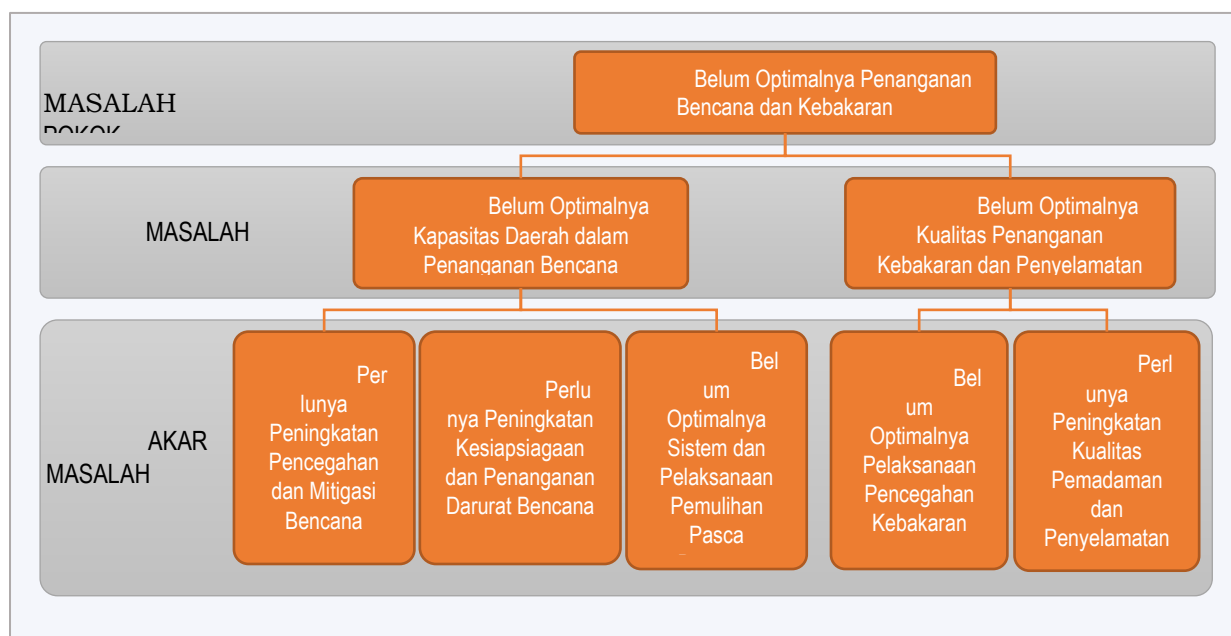 MASALAH
POKOK
Belum Optimalnya Penanganan
Bencana dan Kebakaran
MASALAH
Belum Optimalnya
Kapasitas Daerah dalam
Penanganan Bencana
Belum Optimalnya
Kualitas Penanganan
Kebakaran dan Penyelamatan
AKAR
MASALAH
Per
lunya
Peningkatan
Pencegahan
dan Mitigasi
Bencana
Perlu
nya Peningkatan
Kesiapsiagaan
dan Penanganan
Darurat Bencana
Bel
um
Optimalnya
Sistem dan
Pelaksanaan
Pemulihan
Pasca
Bel
um
Optimalnya
Pelaksanaan
Pencegahan
Kebakaran
Perl
unya
Peningkatan
Kualitas
Pemadaman
dan
Penyelamatan